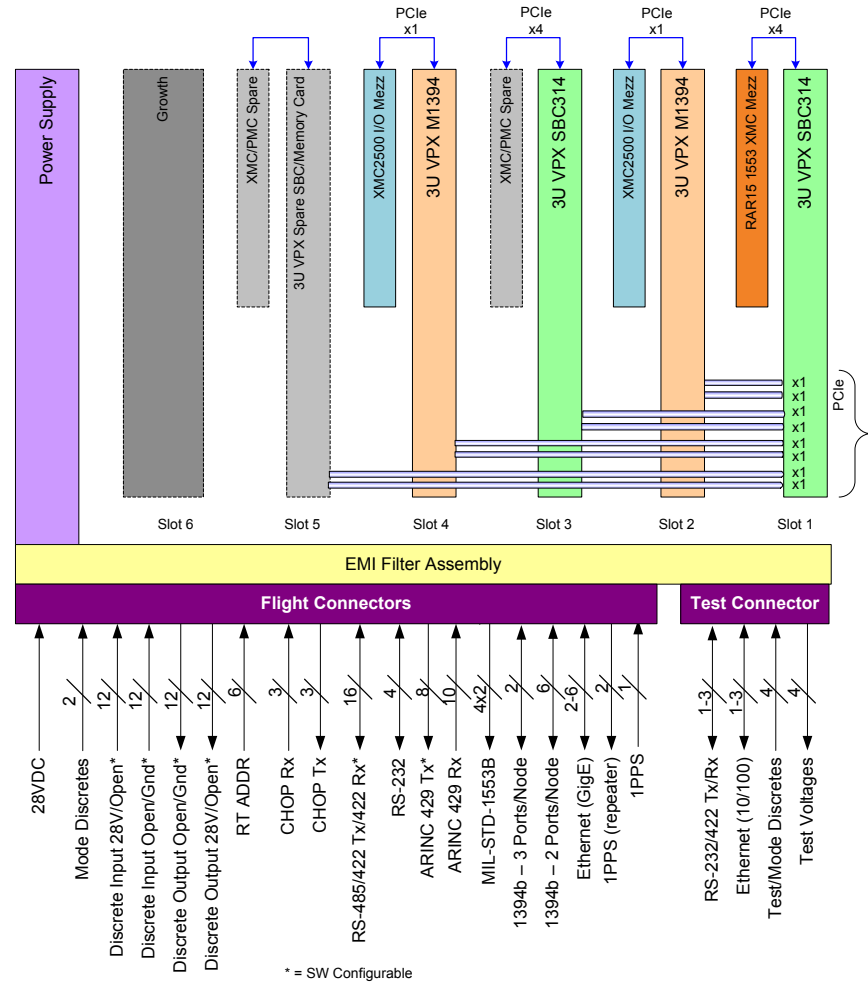 PCIe
x1
PCIe
x4
PCIe
x1
PCIe
x4
Power Supply
Growth
XMC/PMC Spare
3U VPX Spare SBC/Memory Card
XMC2500 I/O Mezz
3U VPX M1394
XMC/PMC Spare
3U VPX SBC314
XMC2500 I/O Mezz
3U VPX M1394
RAR15 1553 XMC Mezz
3U VPX SBC314
x1
x1
x1
x1
x1
x1
x1
x1
PCIe
Slot 6
Slot 5
Slot 4
Slot 3
Slot 2
Slot 1
EMI Filter Assembly
Flight Connectors
Test Connector
2
12
12
12
12
6
3
3
16
4
8
10
4x2
2
6
2-6
2
1
1-3
1-3
4
4
28VDC
Mode Discretes
Discrete Input 28V/Open*
Discrete Input Open/Gnd*
Discrete Output Open/Gnd*
Discrete Output 28V/Open*
RT ADDR
CHOP Rx
CHOP Tx
RS-485/422 Tx/422 Rx*
RS-232
ARINC 429 Tx*
ARINC 429 Rx
MIL-STD-1553B
1394b – 3 Ports/Node
1394b – 2 Ports/Node
Ethernet (GigE)
1PPS (repeater)
1PPS
RS-232/422 Tx/Rx
Ethernet (10/100)
Test/Mode Discretes
Test Voltages
* = SW Configurable